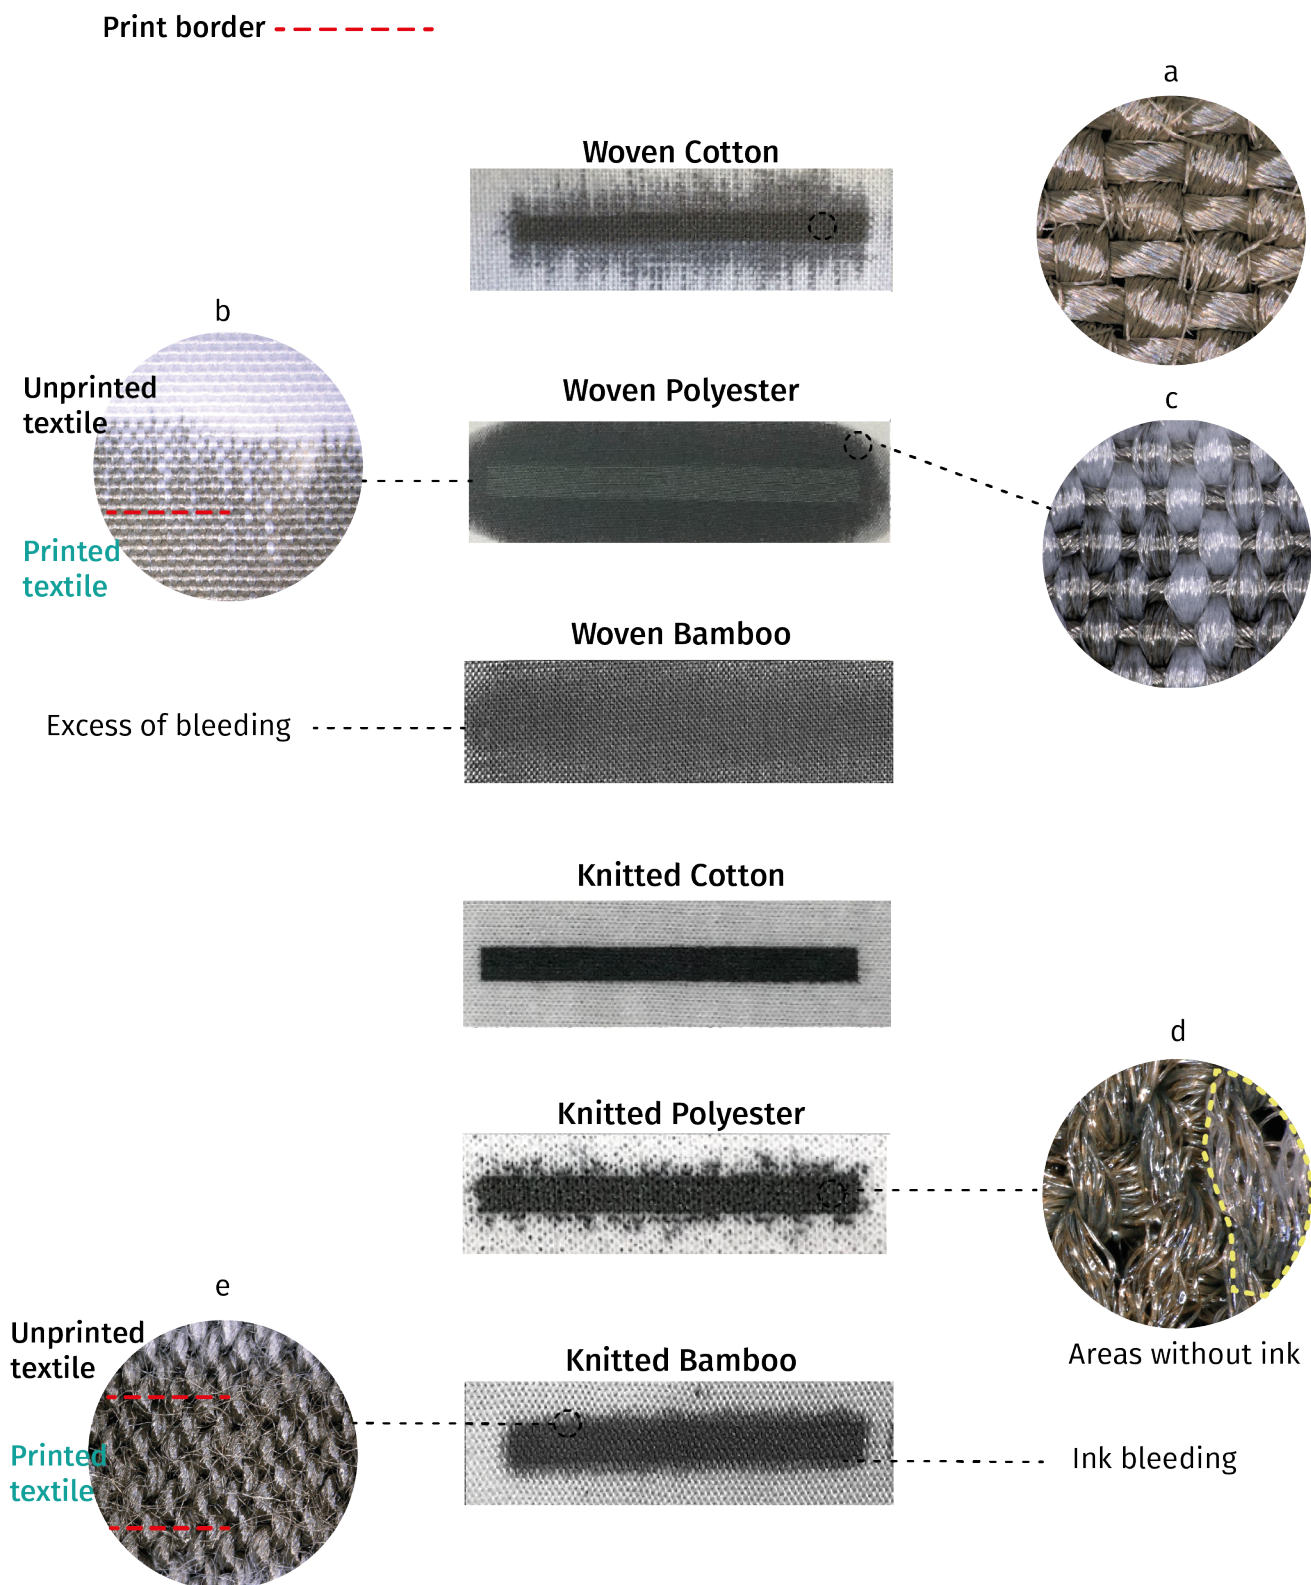 Print border
a
Woven Cotton
b
Woven Polyester
c
Unprinted
textile
Printed
textile
Woven Bamboo
Excess of bleeding
Knitted Cotton
d
Knitted Polyester
Areas without ink
e
Unprinted
textile
Knitted Bamboo
Printed
textile
Ink bleeding